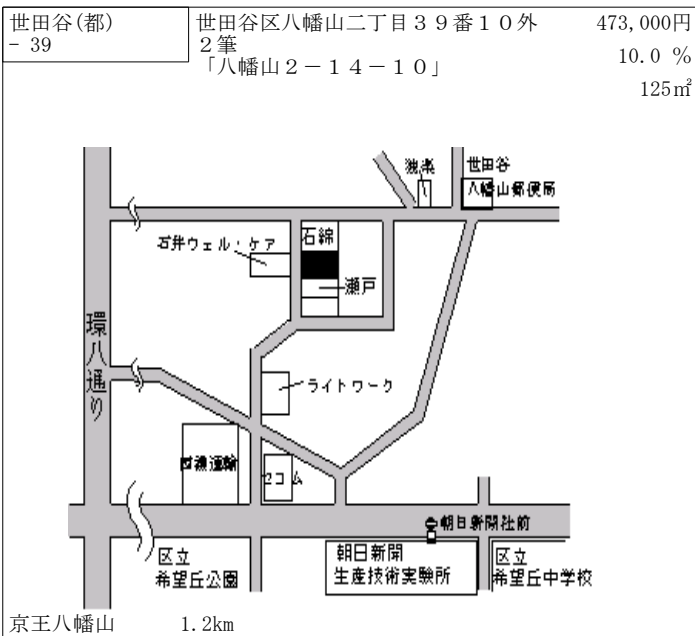 世田谷(都)
- 39
世田谷区八幡山二丁目３９番１０外
２筆
「八幡山２－１４－１０」
473,000円
10.0 %
125㎡
世田谷
八幡山郵便局
石井ウェル・ケア
石綿
瀬戸
環八通り
ライトワーク
西濃運輸
セコム
朝日新聞社前
区立
希望丘公園
朝日新聞
生産技術実験所
区立
希望丘中学校
京王八幡山
1.2km